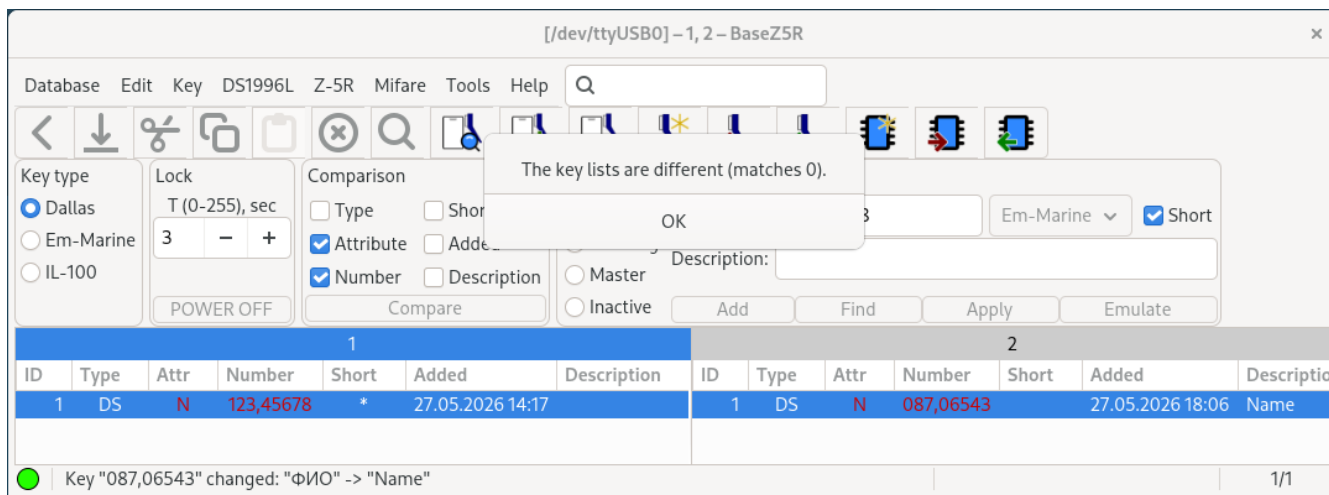 [/dev/ttyUSB0] – 1, 2 – BaseZ5R ×
Database Edit Key DS1996L Z-5R Mifare Tools Help
Key type
Dallas
Em-Marine
IL-100
Lock
T (0-255), sec
3 − +
POWER OFF
Comparison
Type
Attribute Added
Number Description
Compare
The key lists are different (matches 0).
OK
Em-Marine Short
Description:
Master
Inactive
Add Find Apply Emulate
1 2
ID Type Attr Number Short Added Description ID Type Attr Number Short Added
1 DS N 123,45678 * 27.05.2026 14:17 1 DS N 087,06543 27.05.2026 18:06 Name
Key "087,06543" changed: "ФИО" -> "Name" 1/1